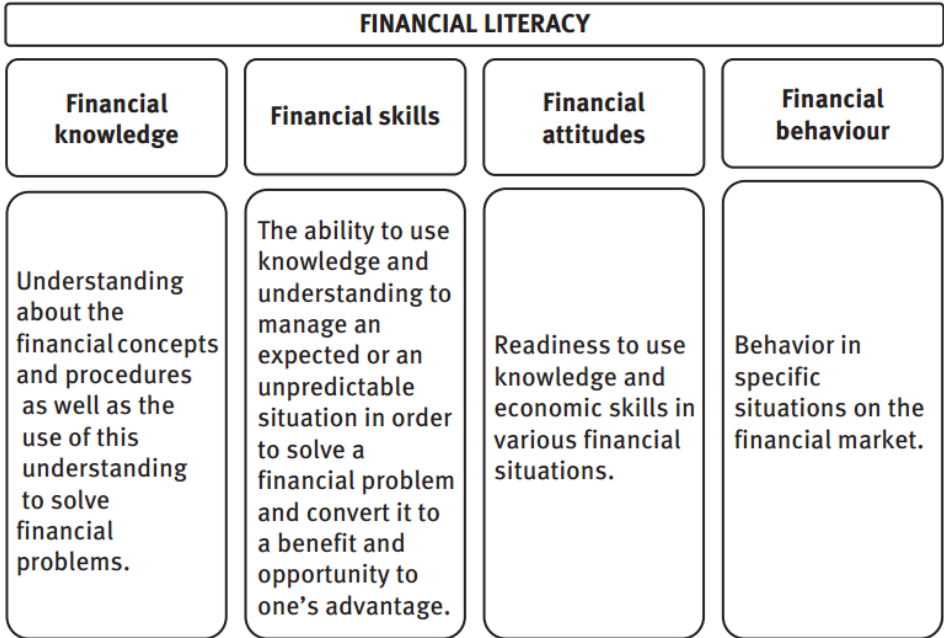 FINANCIAL LITERACY
Financial
knowledge
Financial skills
Financial
attitudes
Financial
behaviour
Understanding
about the
financial concepts
and procedures
as well as the
use of this
understanding
to solve
financial
problems.
The ability to use
knowledge and
understanding to
manage an
expected or an
unpredictable
situation in order
to solve a
financial problem
and convert it to
a benefit and
opportunity to
one's advantage.
Readiness to use
knowledge and
economic skills in
various financial
situations.
Behavior in
specific
situations on the
financial market.